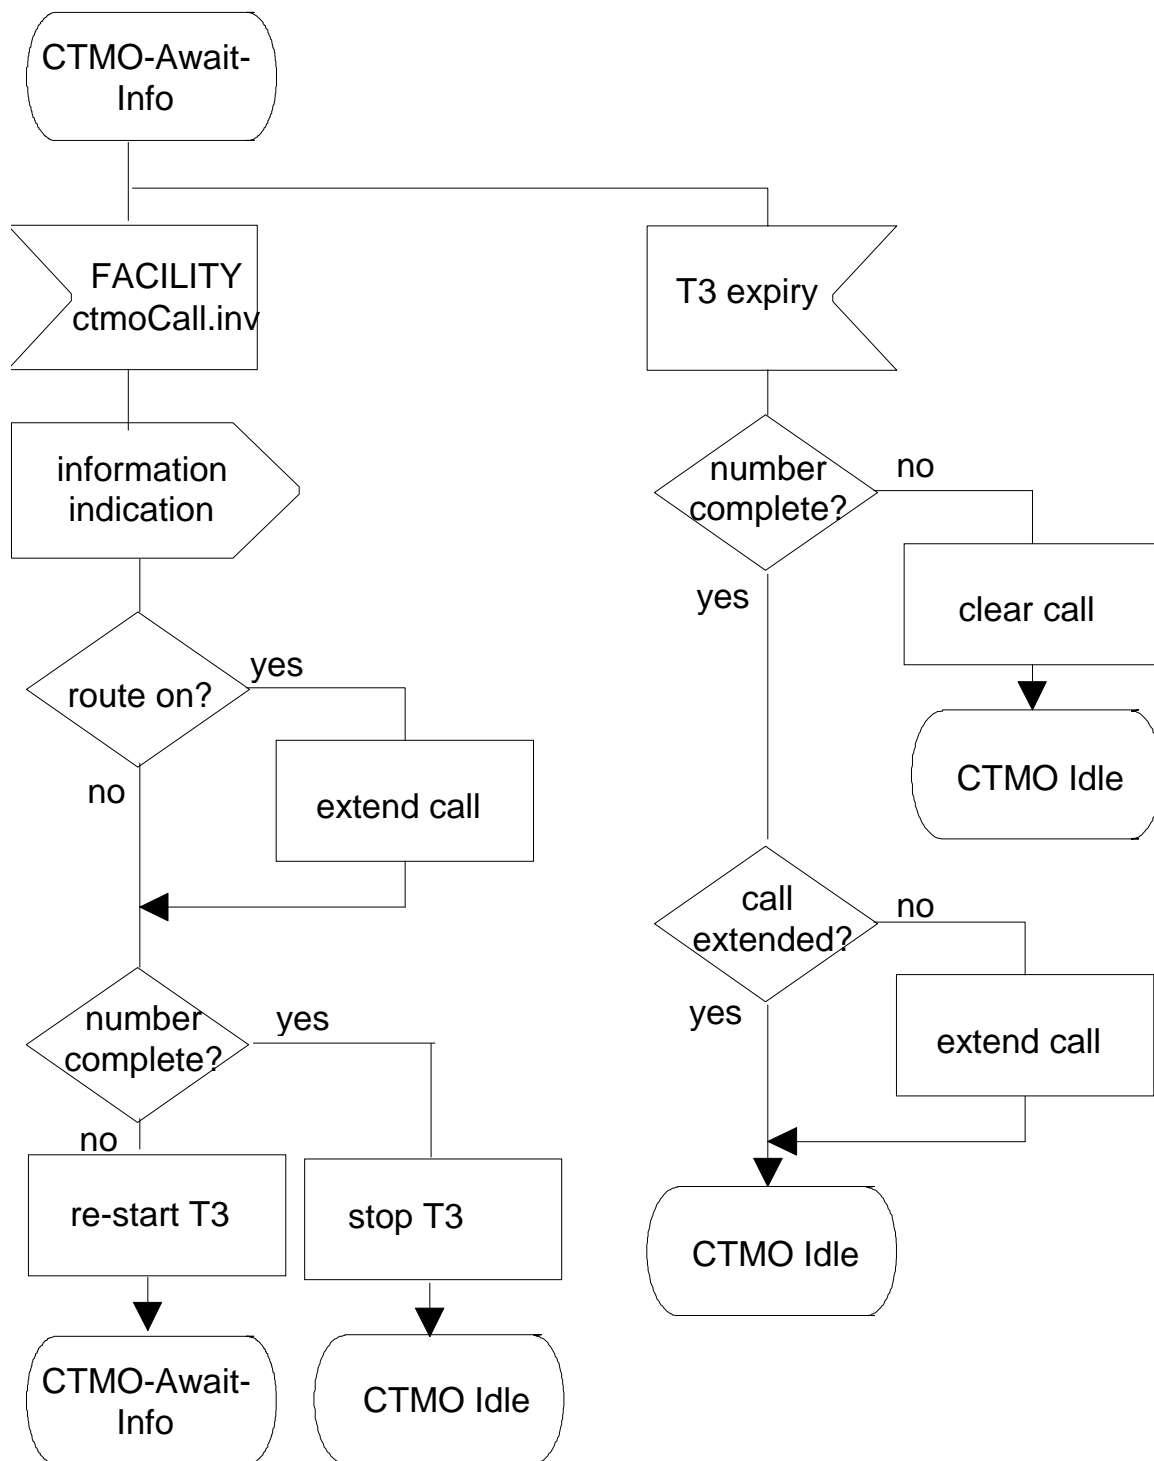 CTMO-Await-
Info
FACILITY
ctmoCall.inv
T3 expiry
information
indication
number
complete?
no
yes
clear call
route on?
yes
no
extend call
CTMO Idle
call
extended?
no
yes
extend call
number
complete?
yes
no
re-start T3
stop T3
CTMO Idle
CTMO-Await-
Info
CTMO Idle